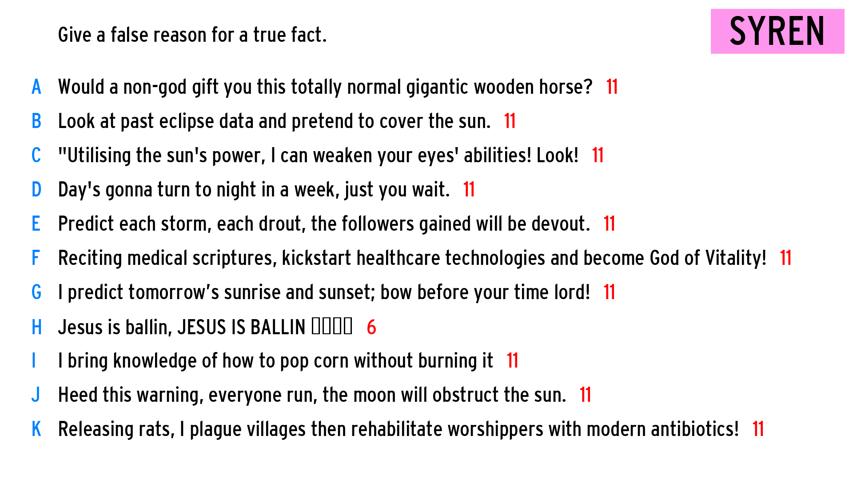 Give a false reason for a true fact.
SYREN
A Would a non-god gift you this totally normal gigantic wooden horse? 11
B Look at past eclipse data and pretend to cover the sun. 11
C "Utilising the sun's power, I can weaken your eyes' abilities! Look! 11
D Day's gonna turn to night in a week, just you wait. 11
E Predict each storm, each drout, the followers gained will be devout. 11
F Reciting medical scriptures, kickstart healthcare technologies and become God of Vitality! 11
G I predict tomorrow’s sunrise and sunset; bow before your time lord! 11
H Jesus is ballin, JESUS IS BALLIN ▯▯▯▯ 6
I I bring knowledge of how to pop corn without burning it 11
J Heed this warning, everyone run, the moon will obstruct the sun. 11
K Releasing rats, I plague villages then rehabilitate worshippers with modern antibiotics! 11